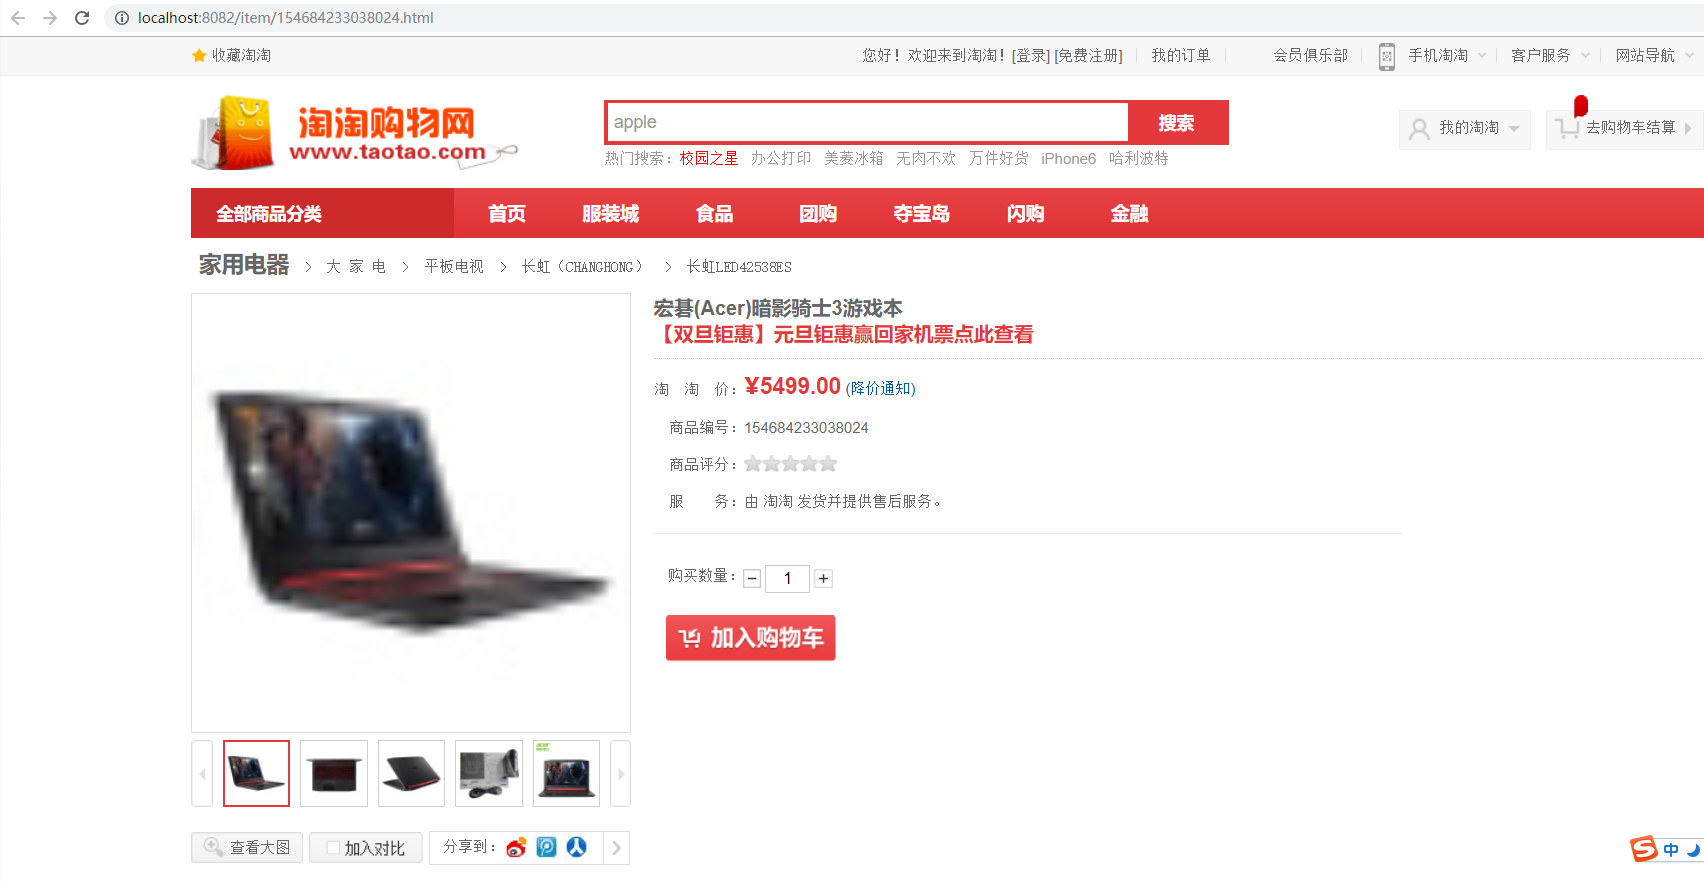 localhost:8082/item/154684233038024.html
收藏淘淘
您好！欢迎来到淘淘！[登录] [免费注册] 我的订单 会员俱乐部 手机淘淘 客户服务 网站导航
淘淘购物网
www.taotao.com
apple 搜索
我的淘淘 去购物车结算
热门搜索：校园之星 办公打印 美菱冰箱 无肉不欢 万件好货 iPhone6 哈利波特
全部商品分类 首页 服装城 食品 团购 夺宝岛 闪购 金融
家用电器 > 大 家 电 > 平板电视 > 长虹（CHANGHONG） > 长虹LED42538ES
宏碁(Acer)暗影骑士3游戏本
【双旦钜惠】元旦钜惠赢回家机票点此查看
淘 淘 价：¥5499.00 (降价通知)
商品编号：154684233038024
商品评分：
服 务：由 淘淘 发货并提供售后服务。
购买数量： − 1 +
加入购物车
查看大图 加入对比 分享到：
中